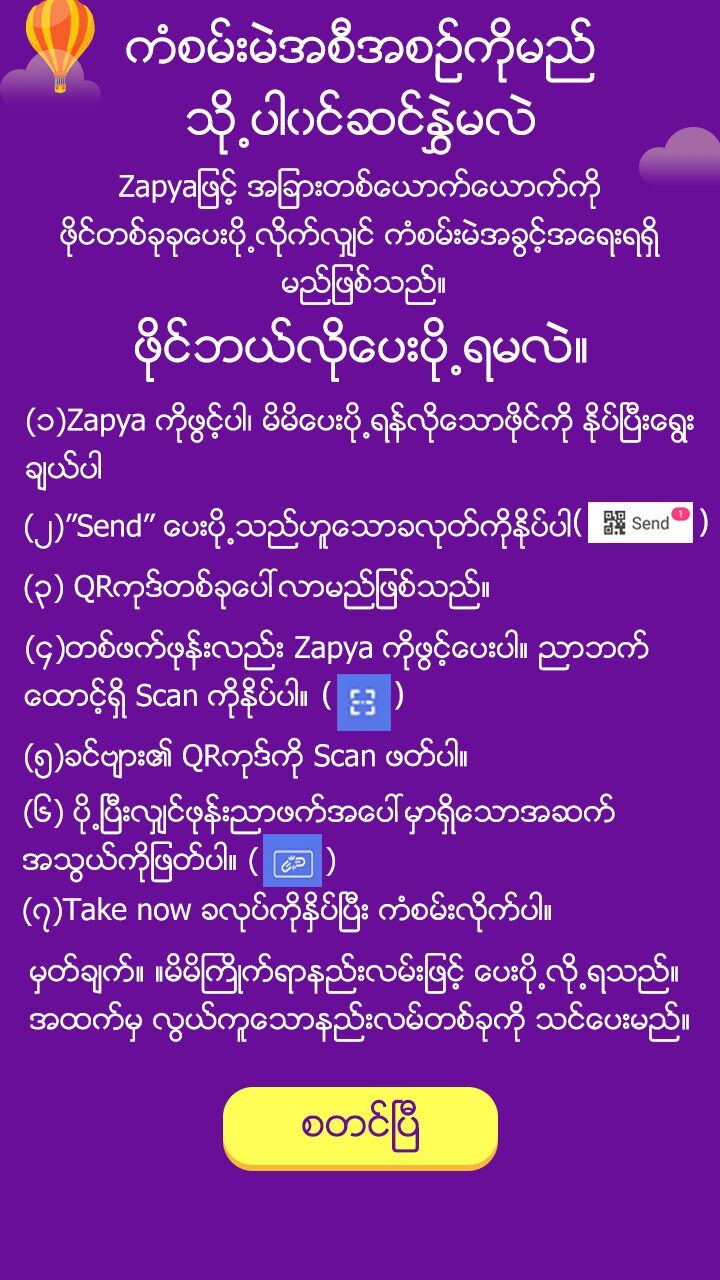 ကံစမ်းမဲအစီအစဉ်ကိုမည်
သို့ပါဝင်ဆင်နွှဲမလဲ
Zapyaဖြင့် အခြားတစ်ယောက်ယောက်ကို
ဖိုင်တစ်ခုခုပေးပို့လိုက်လျှင် ကံစမ်းမဲအခွင့်အရေးရရှိ
မည်ဖြစ်သည်။
ဖိုင်ဘယ်လိုပေးပို့ရမလဲ။
(၁)Zapya ကိုဖွင့်ပါ၊ မိမိပေးပို့ရန်လိုသောဖိုင်ကို နိုပ်ပြီးရွေး
ချယ်ပါ
(၂)”Send” ပေးပို့သည်ဟူသောခလုတ်ကိုနိုပ်ပါ( Send 1 )
(၃) QRကုဒ်တစ်ခုပေါ်လာမည်ဖြစ်သည်။
(၄)တစ်ဖက်ဖုန်းလည်း Zapya ကိုဖွင့်ပေးပါ။ ညာဘက်
ထောင့်ရှိ Scan ကိုနိုပ်ပါ။ ( )
(၅)ခင်ဗျား၏ QRကုဒ်ကို Scan ဖတ်ပါ။
(၆) ပို့ပြီးလျှင်ဖုန်းညာဖက်အပေါ်မှာရှိသောအဆက်
အသွယ်ကိုဖြတ်ပါ။ ( )
(၇)Take now ခလုပ်ကိုနှိပ်ပြီး ကံစမ်းလိုက်ပါ။
မှတ်ချက်။ ။မိမိကြိုက်ရာနည်းလမ်းဖြင့် ပေးပို့လို့ရသည်။
အထက်မှ လွယ်ကူသောနည်းလမ်တစ်ခုကို သင်ပေးမည်။
စတင်ပြီ